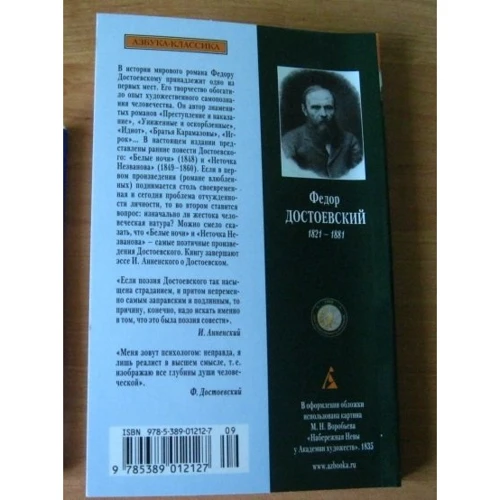 АЗБУКА-КЛАССИКА
В истории мирового романа Федору
Достоевскому принадлежит одно из
первых мест. Его творчество обогати-
ло опыт художественного самопозна-
ния человечества. Он автор знамени-
тых романов «Преступление и наказа-
ние», «Униженные и оскорбленные»,
«Идиот», «Братья Карамазовы», «Иг-
рок»... В настоящем издании представ-
лены ранние повести Достоевско-
го: «Белые ночи» (1848) и «Неточка
Незванова» (1849–1860). Если в пер-
вом произведении (романе влюблен-
ных) поднимается столь современная
и сегодня проблема отчужденно-
сти личности, то во втором ставится
вопрос: изначально ли жестока чело-
веческая натура? Можно смело ска-
зать, что «Белые ночи» и «Неточка Не-
званова» – самые поэтичные произве-
дения Достоевского. Книгу завершают
эссе И. Анненского о Достоевском.
«Если поэзия Достоевского так насы-
щена страданием, и притом непремен-
но самым заправским и подлинным, то
причину, конечно, надо искать именно
в том, что это была поэзия совести».
И. Анненский
«Меня зовут психологом: неправда, я
лишь реалист в высшем смысле, т. е.
изображаю все глубины души челове-
ческой».
Ф. Достоевский
ISBN 978-5-389-01212-7
09
9 785389 012127
Федор
ДОСТОЕВСКИЙ
1821 – 1881
В оформлении обложки
использована картина
М. Н. Воробьева
«Набережная Невы
у Академии художеств». 1835
www.azbooka.ru